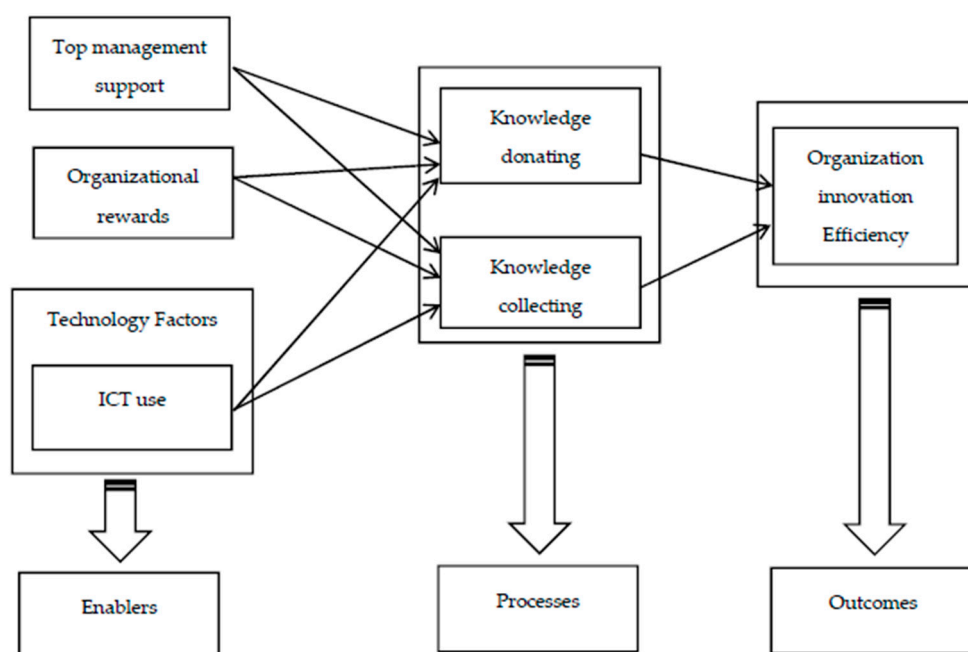 Top management
support
Organizational
rewards
Technology Factors
ICT use
Knowledge
donating
Knowledge
collecting
Organization
innovation
Efficiency
Enablers
Processes
Outcomes